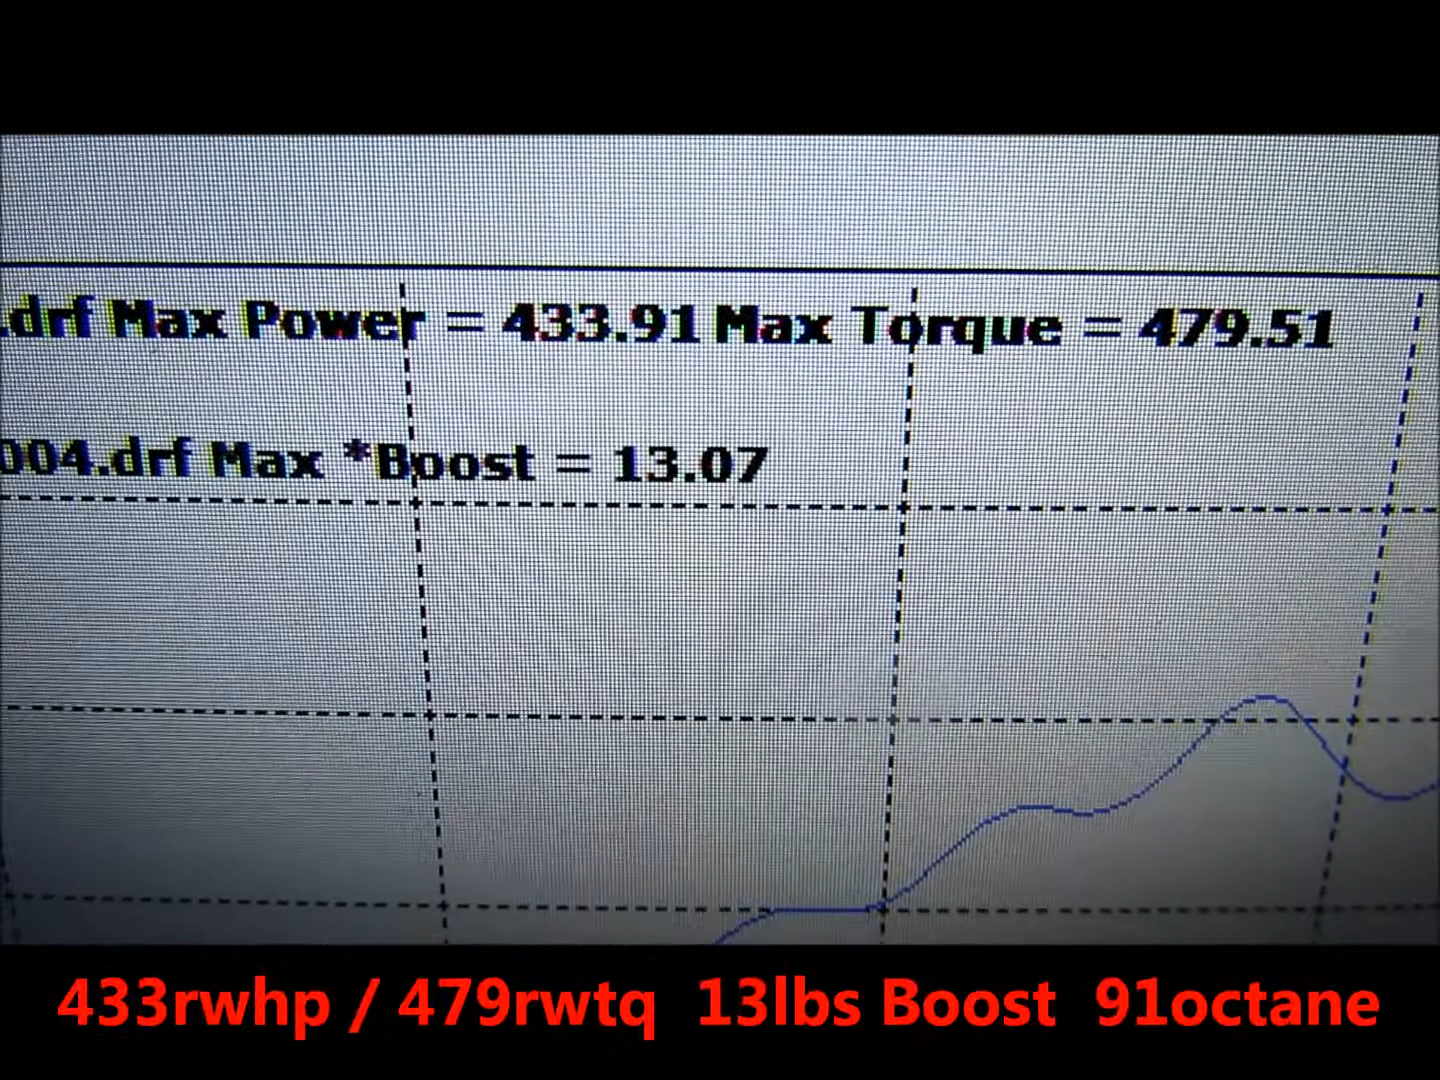 .drf Max Power = 433.91 Max Torque = 479.51
004.drf Max *Boost = 13.07
433rwhp / 479rwtq 13lbs Boost 91octane